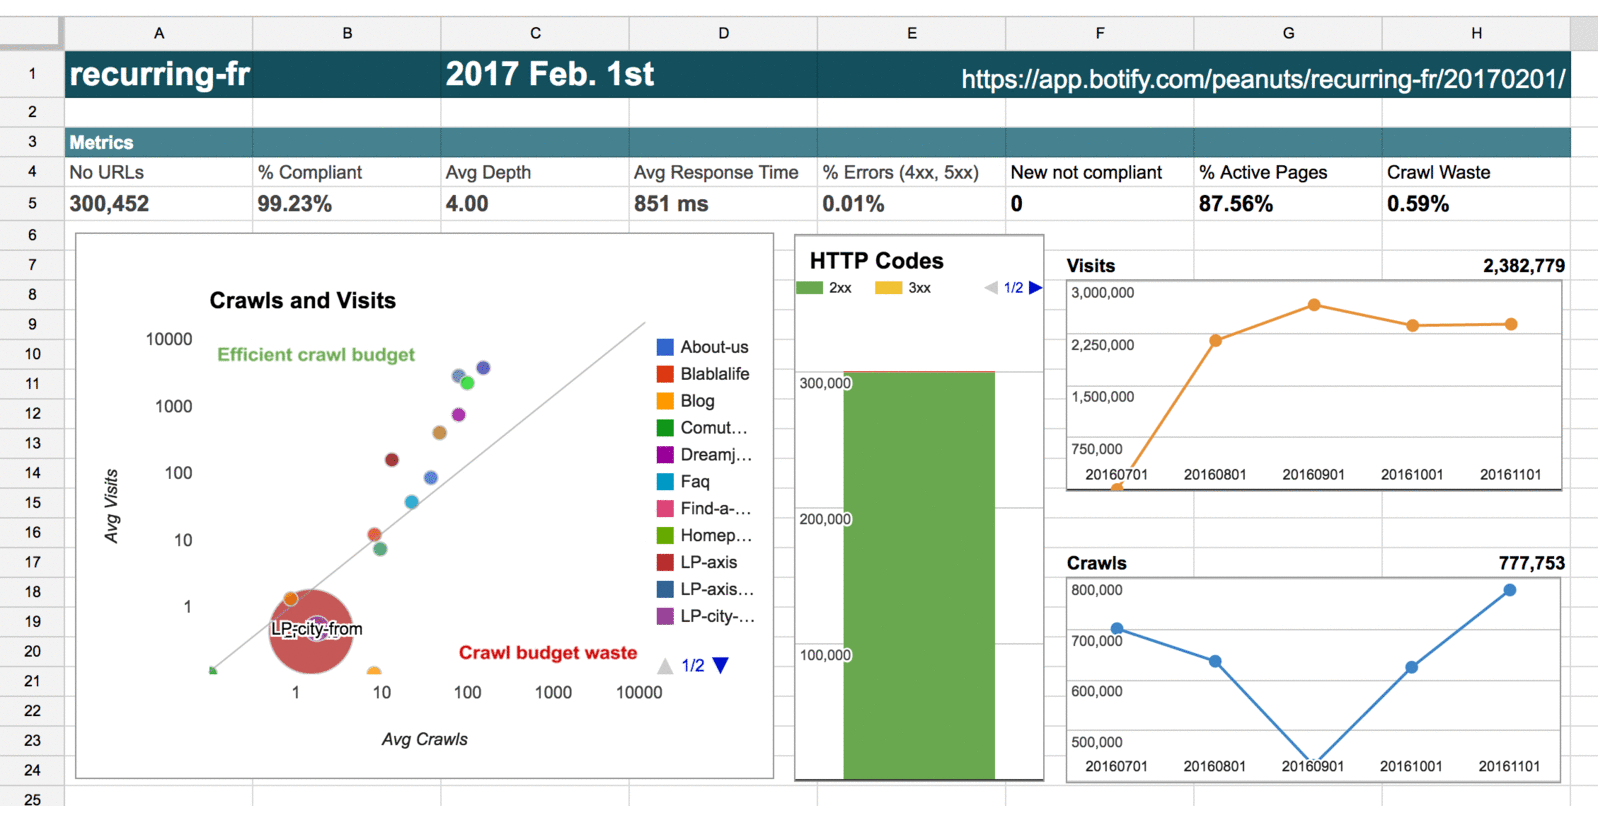 A B C D E F G H
1 recurring-fr 2017 Feb. 1st https://app.botify.com/peanuts/recurring-fr/20170201/
2
3 Metrics
4 No URLs % Compliant Avg Depth Avg Response Time % Errors (4xx, 5xx) New not compliant % Active Pages Crawl Waste
5 300,452 99.23% 4.00 851 ms 0.01% 0 87.56% 0.59%
6
7
8
9
10
11
12
13
14
15
16
17
18
19
20
21
22
23
24
25
Crawls and Visits
Efficient crawl budget
Crawl budget waste
10000
1000
100
10
1
Avg Visits
LP-city-from
1 10 100 1000 10000
Avg Crawls
About-us
Blablalife
Blog
Comut...
Dreamj...
Faq
Find-a-...
Homep...
LP-axis
LP-axis...
LP-city-...
1/2
HTTP Codes
2xx 3xx 1/2
300,000
200,000
100,000
Visits 2,382,779
3,000,000
2,250,000
1,500,000
750,000
20160701 20160801 20160901 20161001 20161101
Crawls 777,753
800,000
700,000
600,000
500,000
20160701 20160801 20160901 20161001 20161101